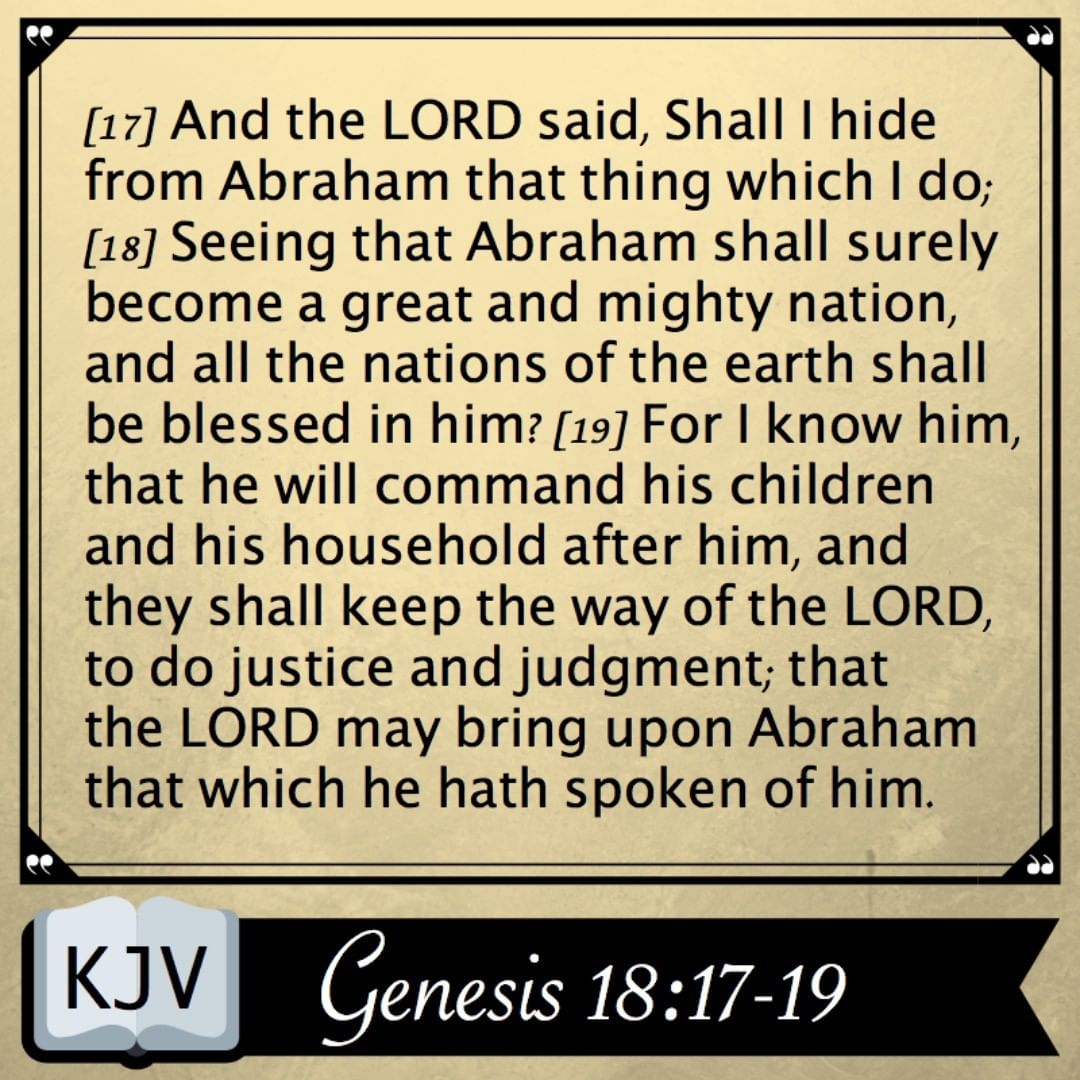 [17] And the LORD said, Shall I hide
from Abraham that thing which I do;
[18] Seeing that Abraham shall surely
become a great and mighty nation,
and all the nations of the earth shall
be blessed in him? [19] For I know him,
that he will command his children
and his household after him, and
they shall keep the way of the LORD,
to do justice and judgment; that
the LORD may bring upon Abraham
that which he hath spoken of him.
KJV
Genesis 18:17-19